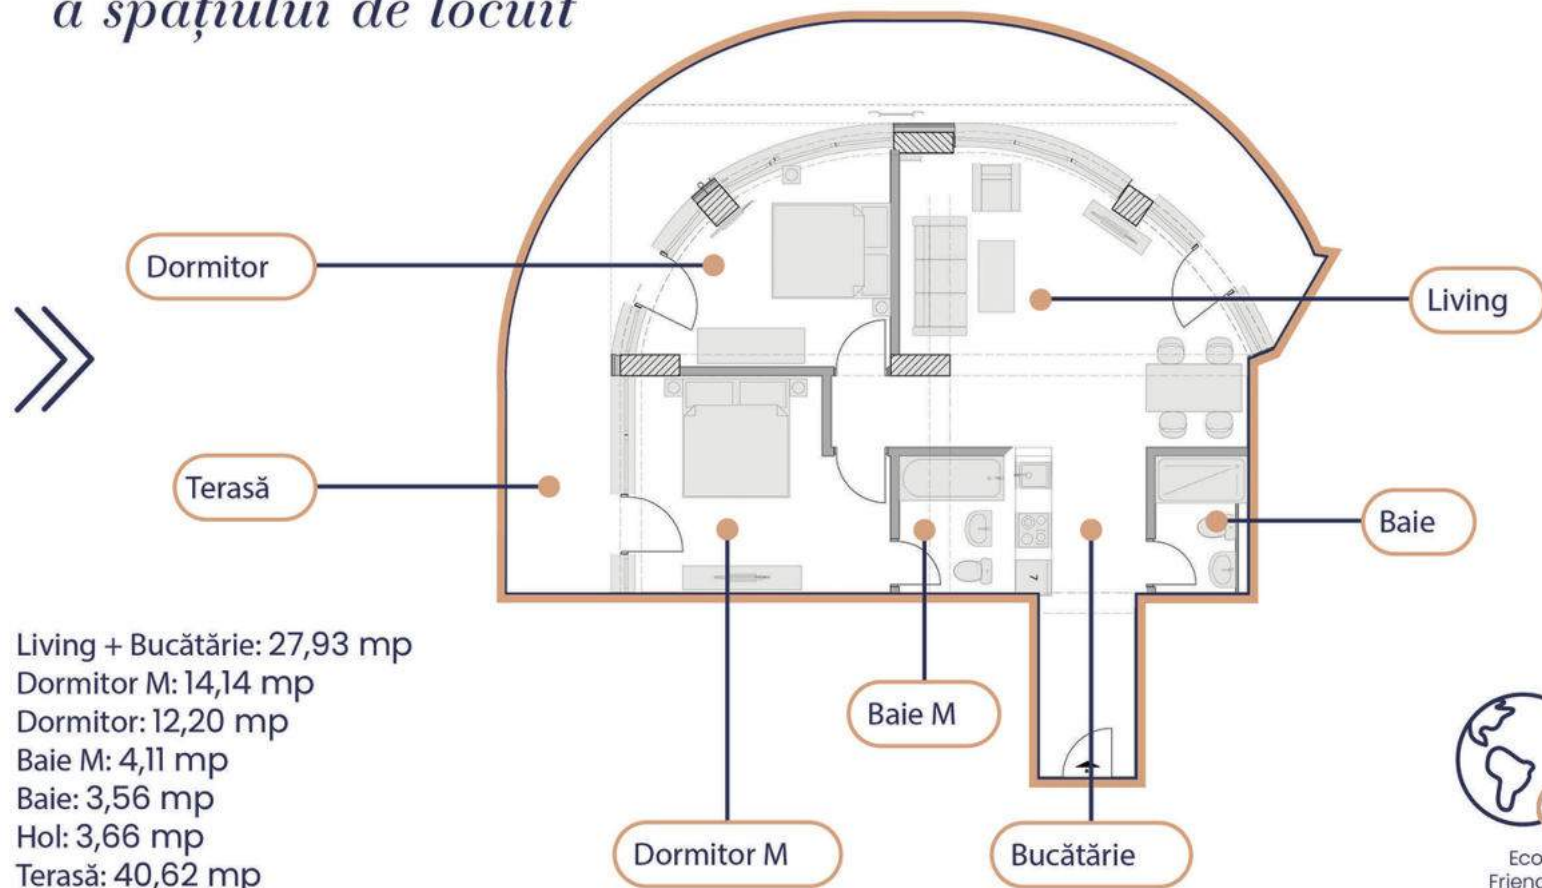 a spațiului de locuit
Dormitor
Living
Terasă
Baie
Living + Bucătărie: 27,93 mp
Dormitor M: 14,14 mp
Dormitor: 12,20 mp
Baie M: 4,11 mp
Baie: 3,56 mp
Hol: 3,66 mp
Terasă: 40,62 mp
Baie M
Dormitor M
Bucătărie
Eco